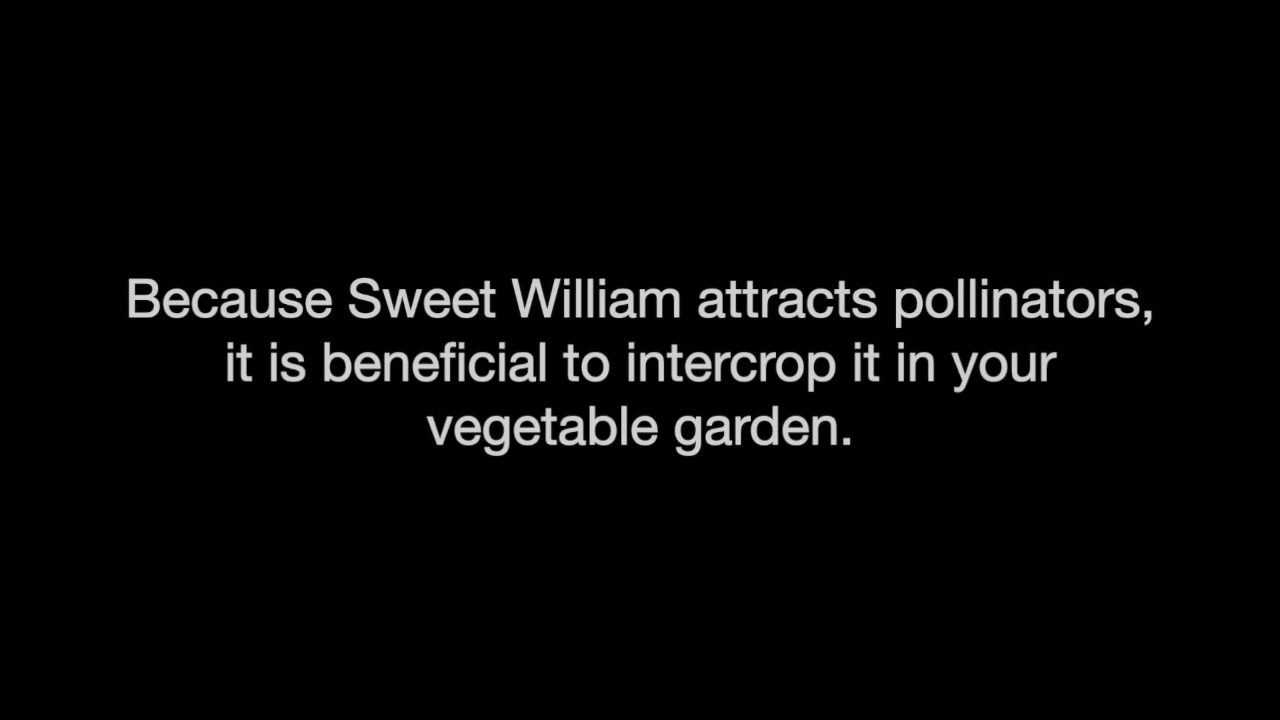 Because Sweet William attracts pollinators,
it is beneficial to intercrop it in your
vegetable garden.